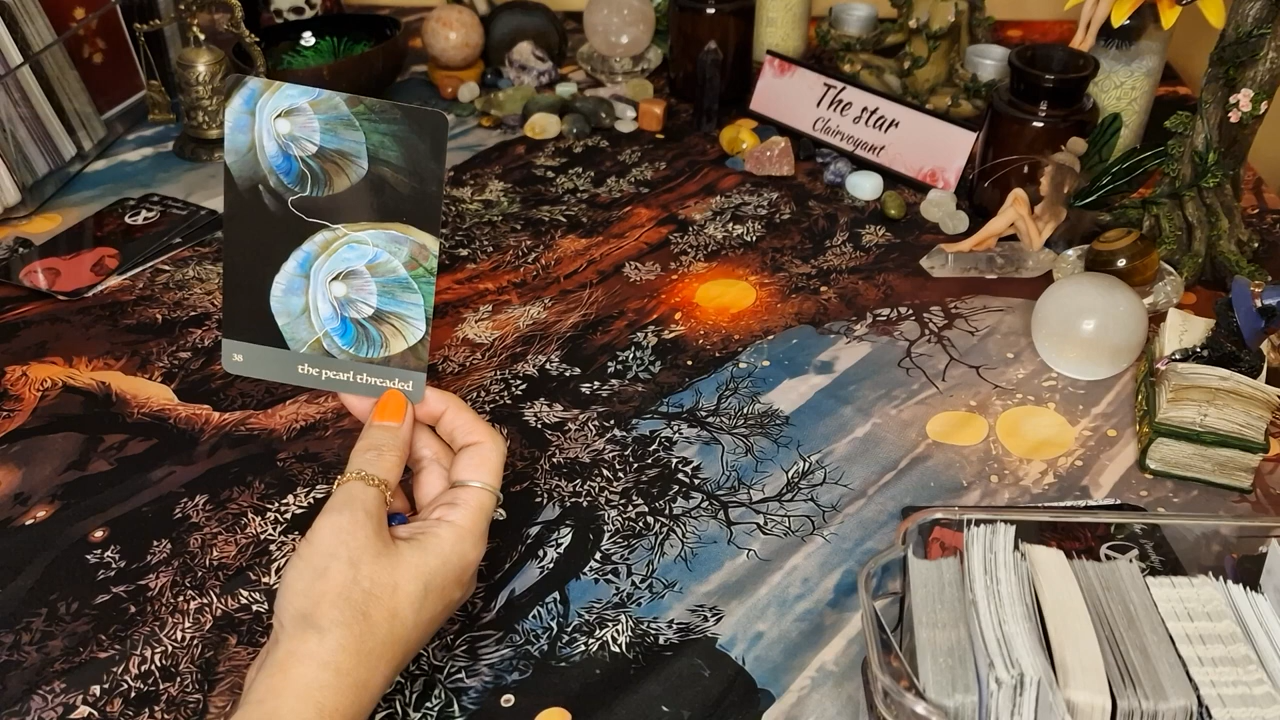 The star
Clairvoyant
38
the pearl threaded